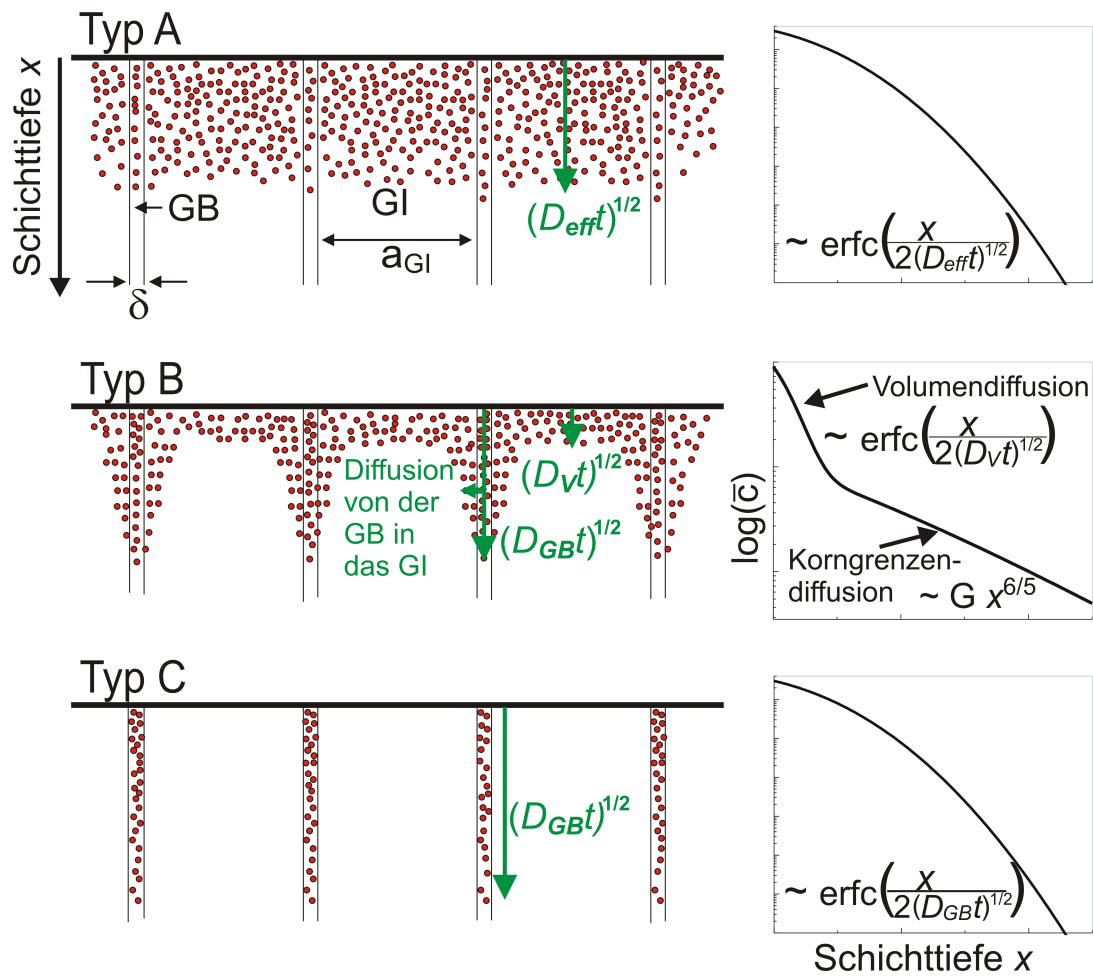 Typ A
Schichttiefe x
GB
GI
a_GI
δ
(D_eff t)^1/2
~ erfc(x/2(D_eff t)^1/2)
Typ B
Diffusion
von der
GB in
das GI
(D_V t)^1/2
(D_GB t)^1/2
log(c̅)
Volumendiffusion
~ erfc(x/2(D_V t)^1/2)
Korngrenzen-
diffusion ~ G x^6/5
Typ C
(D_GB t)^1/2
~ erfc(x/2(D_GB t)^1/2)
Schichttiefe x